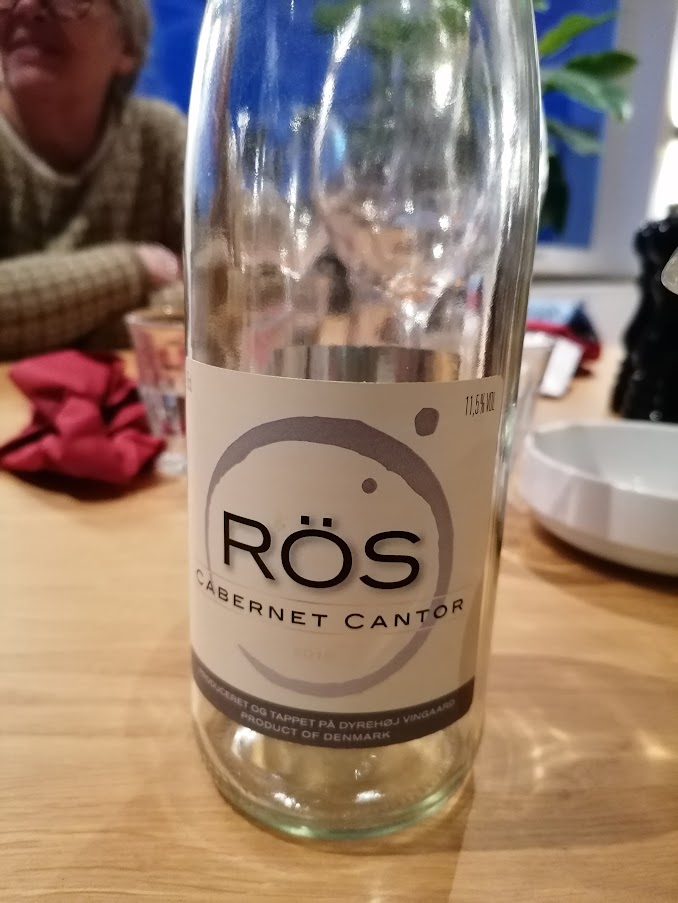 11,5% VOL
RÖS
CABERNET CANTOR
PRODUCERET OG TAPPET PÅ DYREHØJ VINGAARD
PRODUCT OF DENMARK